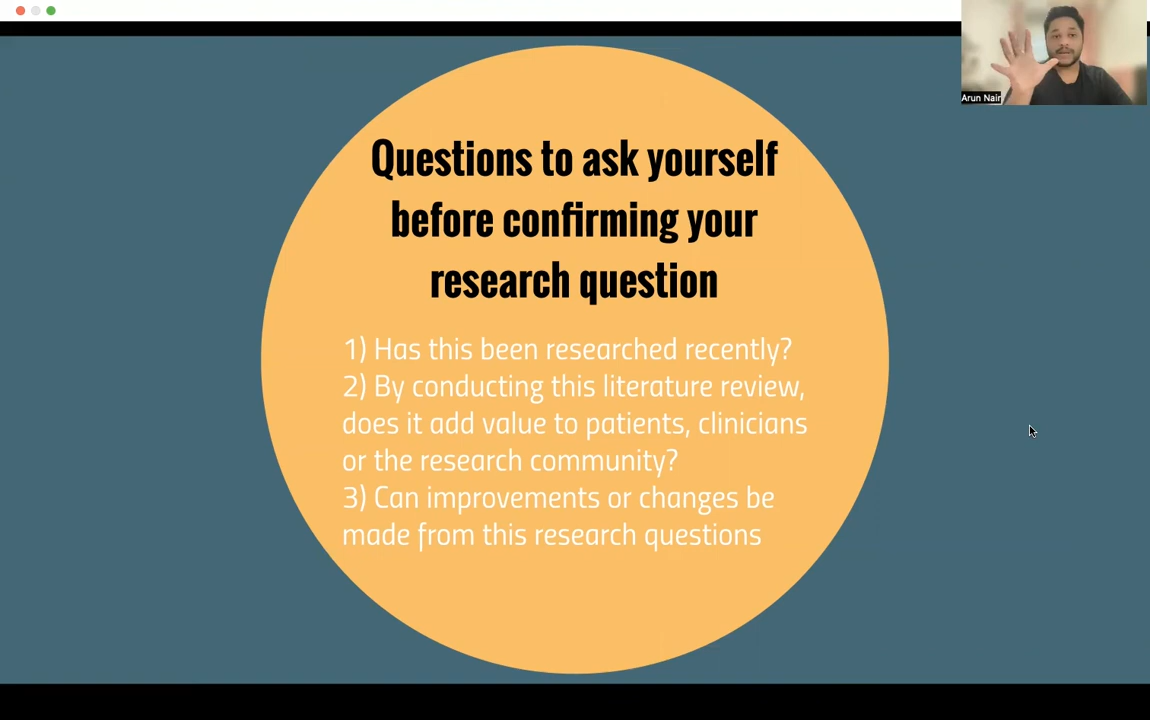 Arun Nair
Questions to ask yourself
before confirming your
research question
1) Has this been researched recently?
2) By conducting this literature review,
does it add value to patients, clinicians
or the research community?
3) Can improvements or changes be
made from this research questions